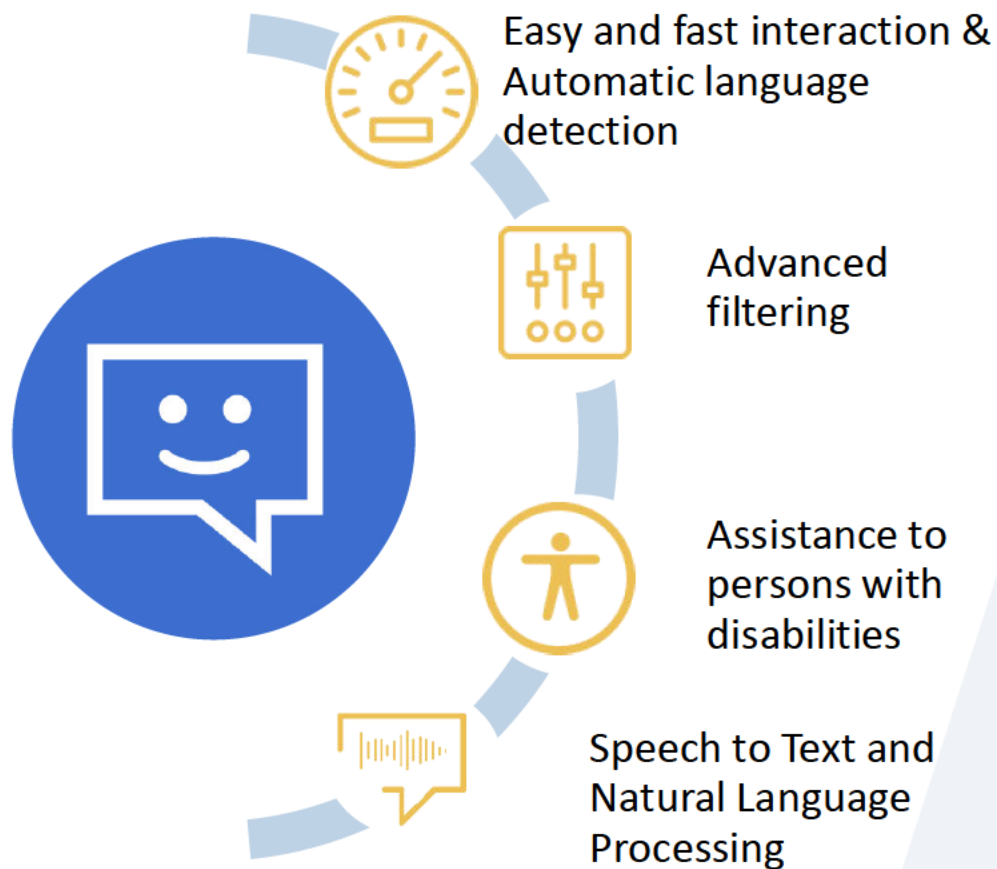 Easy and fast interaction &
Automatic language
detection
Advanced
filtering
Assistance to
persons with
disabilities
Speech to Text and
Natural Language
Processing